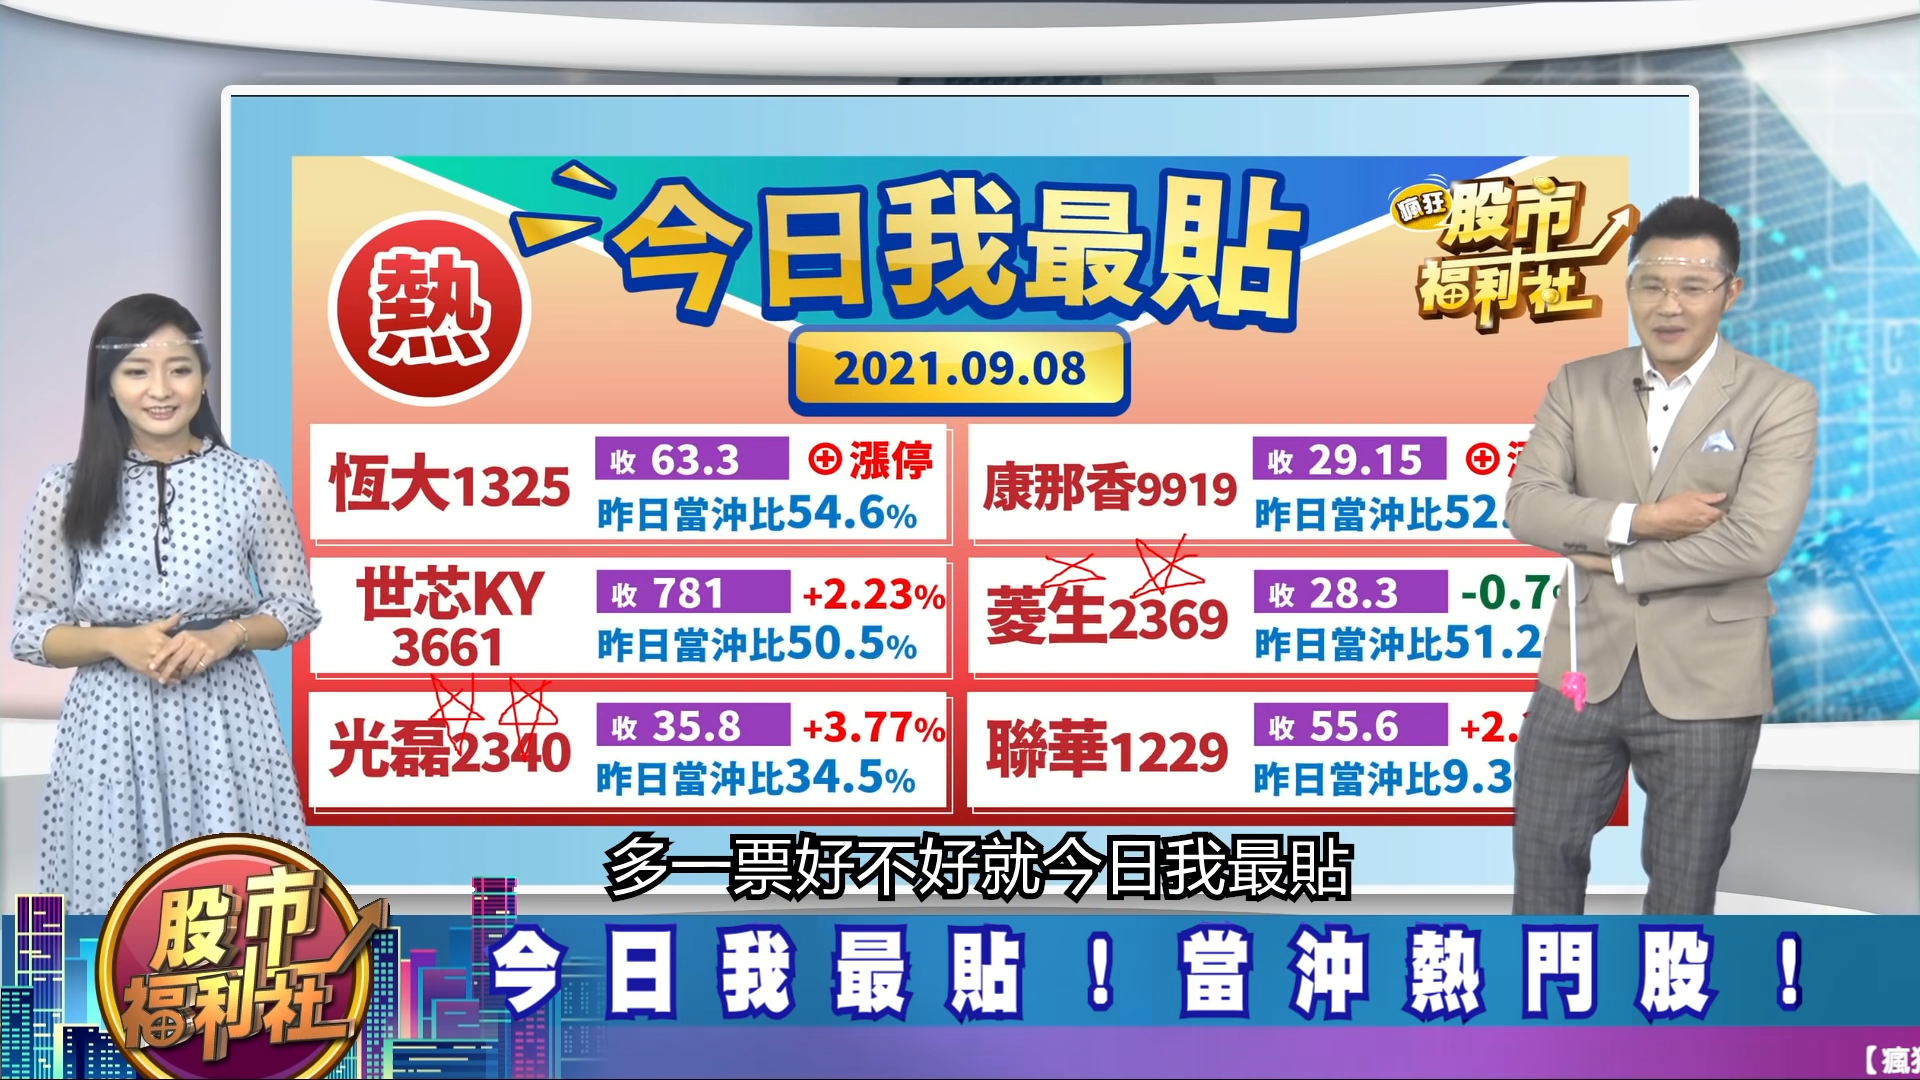 熱
今日我最貼
瘋狂
股市
福利社
2021.09.08
恆大1325
收 63.3
漲停
昨日當沖比54.6%
康那香9919
收 29.15
昨日當沖比52.
世芯KY
3661
收 781
+2.23%
昨日當沖比50.5%
菱生2369
收 28.3
-0.7
昨日當沖比51.2
光磊2340
收 35.8
+3.77%
昨日當沖比34.5%
聯華1229
收 55.6
+2.
昨日當沖比9.3
多一票好不好就今日我最貼
股市
福利社
今日我最貼！當沖熱門股！
【瘋